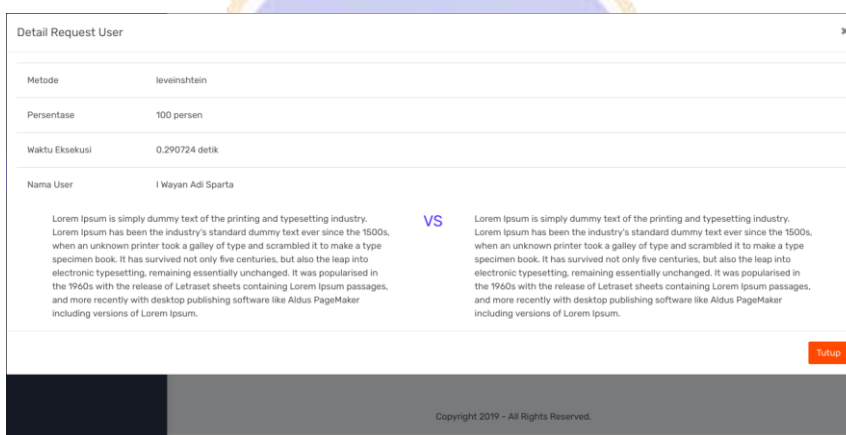 Detail Request User
Metode leveinshtein
Persentase 100 persen
Waktu Eksekusi 0.290724 detik
Nama User I Wayan Adi Sparta
Lorem Ipsum is simply dummy text of the printing and typesetting industry.
Lorem Ipsum has been the industry's standard dummy text ever since the 1500s,
when an unknown printer took a galley of type and scrambled it to make a type
specimen book. It has survived not only five centuries, but also the leap into
electronic typesetting, remaining essentially unchanged. It was popularised in
the 1960s with the release of Letraset sheets containing Lorem Ipsum passages,
and more recently with desktop publishing software like Aldus PageMaker
including versions of Lorem Ipsum.
VS
Lorem Ipsum is simply dummy text of the printing and typesetting industry.
Lorem Ipsum has been the industry's standard dummy text ever since the 1500s,
when an unknown printer took a galley of type and scrambled it to make a type
specimen book. It has survived not only five centuries, but also the leap into
electronic typesetting, remaining essentially unchanged. It was popularised in
the 1960s with the release of Letraset sheets containing Lorem Ipsum passages,
and more recently with desktop publishing software like Aldus PageMaker
including versions of Lorem Ipsum.
Tutup
Copyright 2019 - All Rights Reserved.